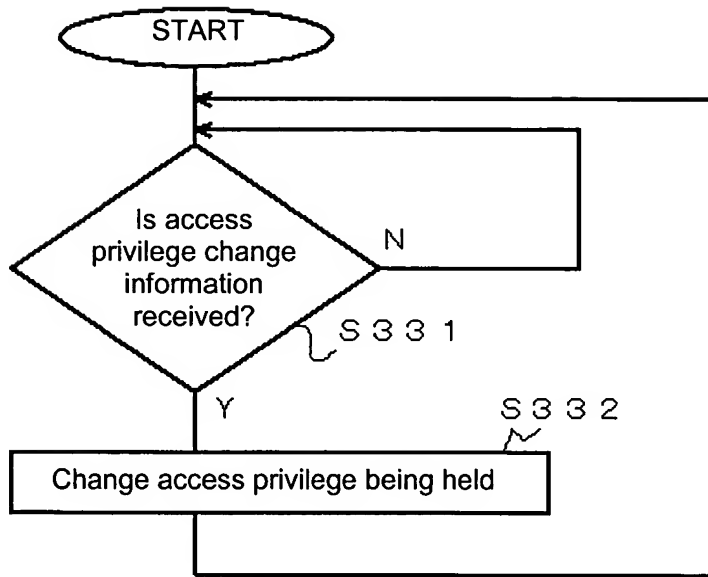 START
Is access
privilege change
information
received?
N
S331
Y
S332
Change access privilege being held